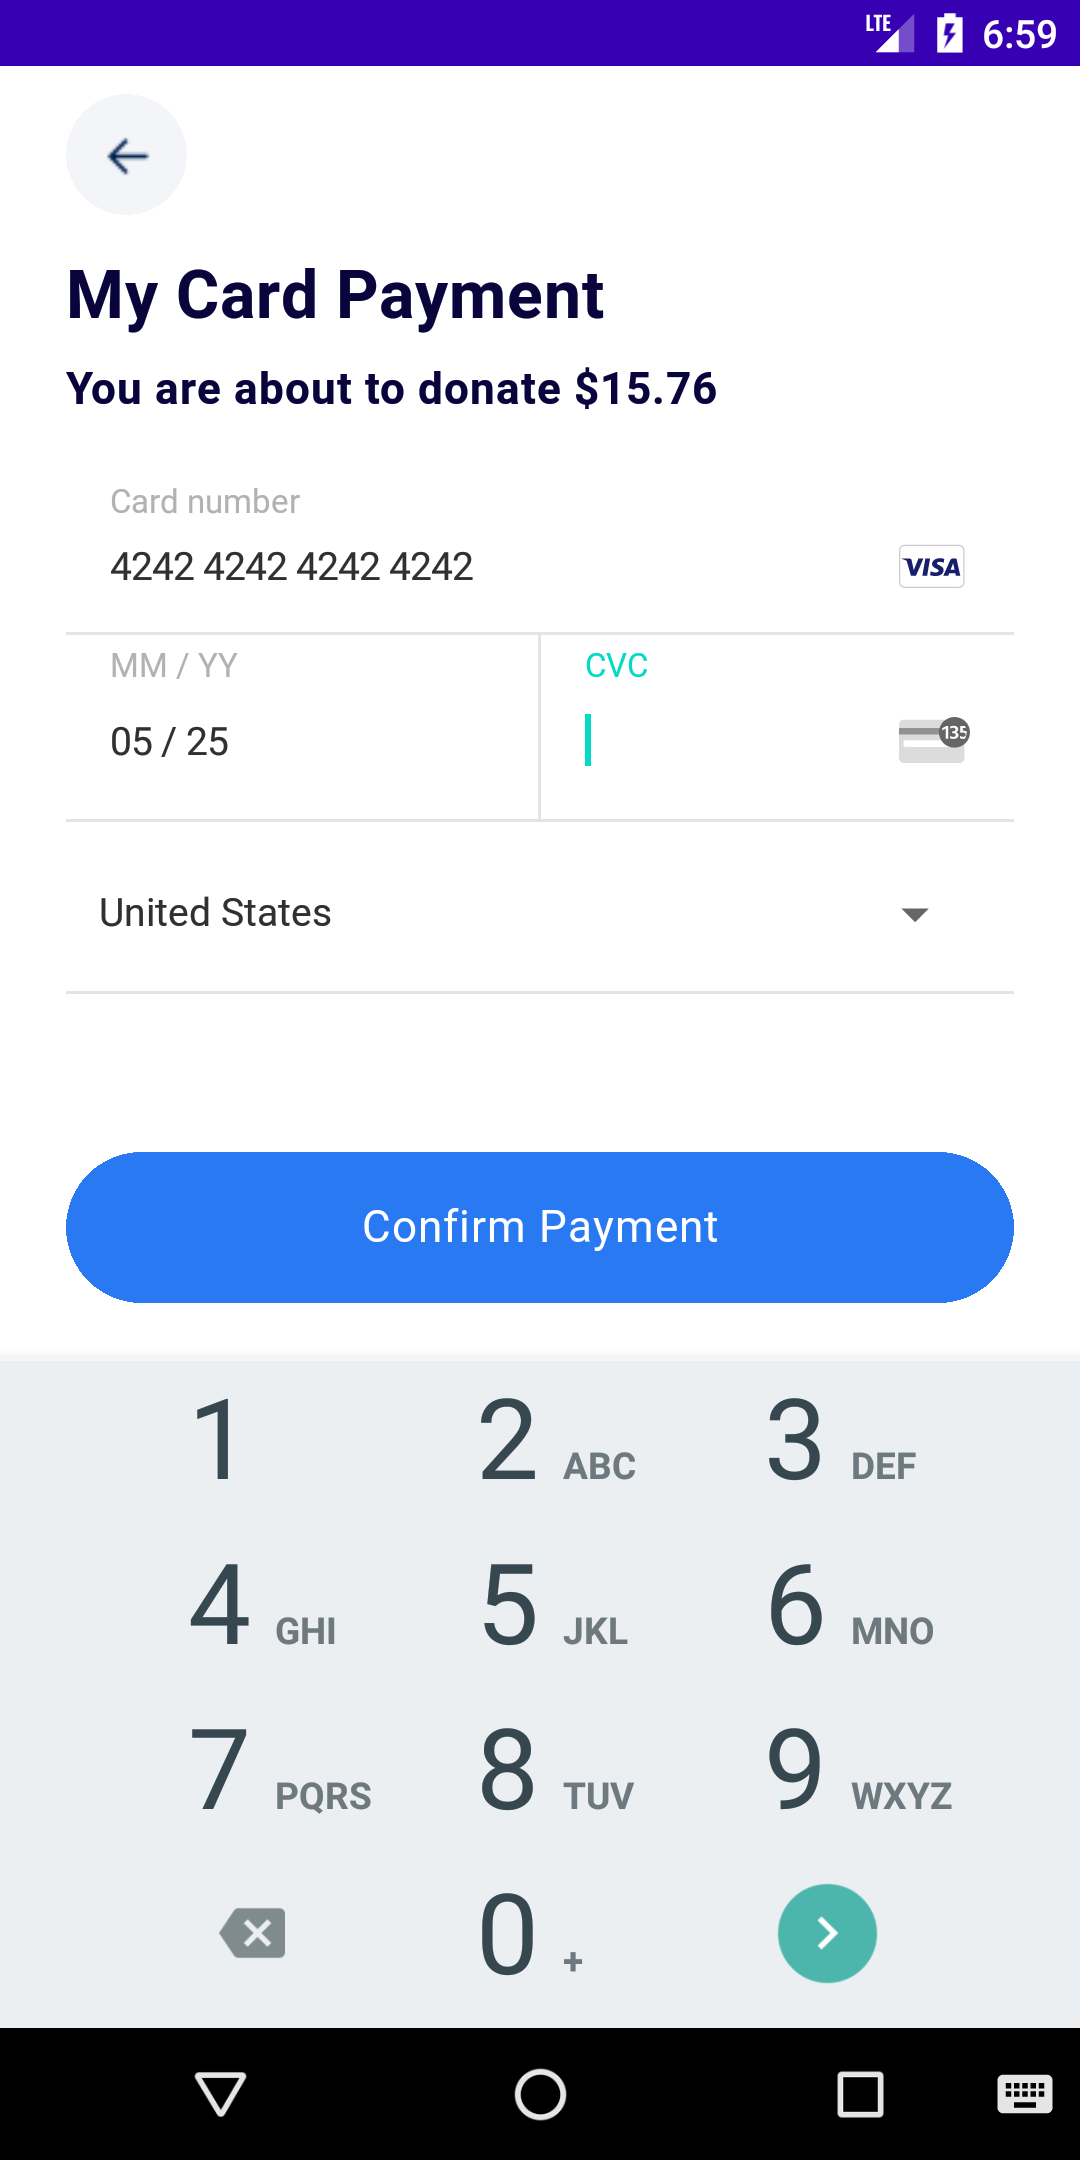 LTE 6:59
My Card Payment
You are about to donate $15.76
Card number
4242 4242 4242 4242 VISA
MM / YY CVC
05 / 25 135
United States
Confirm Payment
1 2 ABC 3 DEF
4 GHI 5 JKL 6 MNO
7 PQRS 8 TUV 9 WXYZ
0 +